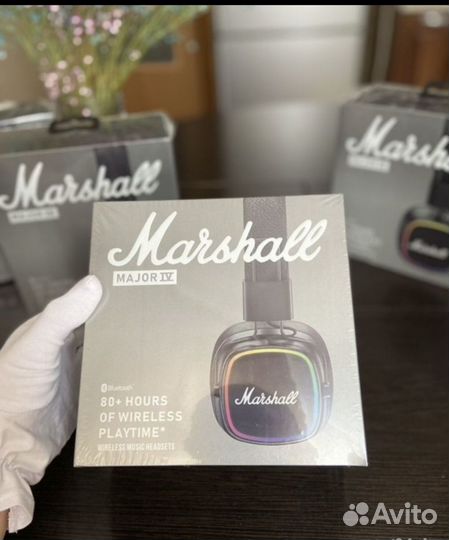 Marshall
Marshall
Marshall
MAJOR IV
Bluetooth
80+ HOURS
OF WIRELESS
PLAYTIME*
WIRELESS MUSIC HEADSETS
Marshall
Avito